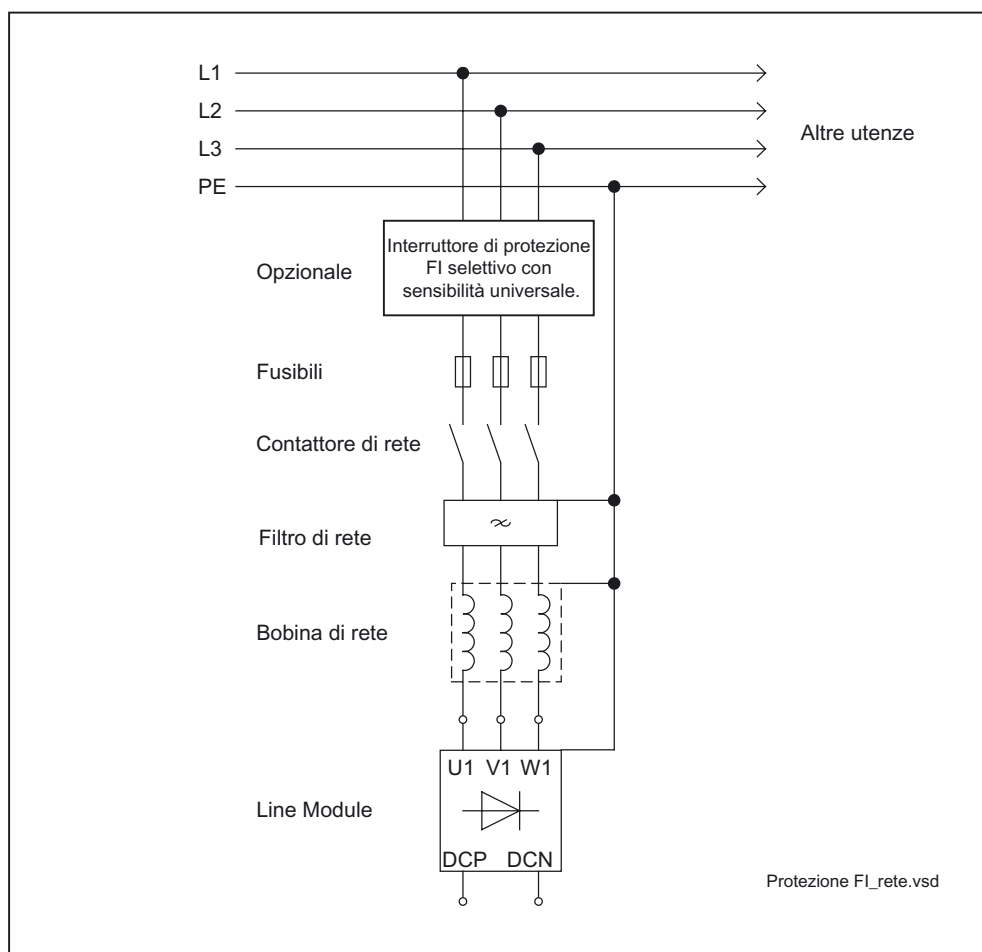 L1
L2
L3
PE
Altre utenze
Opzionale
Interruttore di protezione
FI selettivo con
sensibilità universale.
Fusibili
Contattore di rete
Filtro di rete
Bobina di rete
U1 V1 W1
Line Module
DCP DCN
Protezione FI_rete.vsd